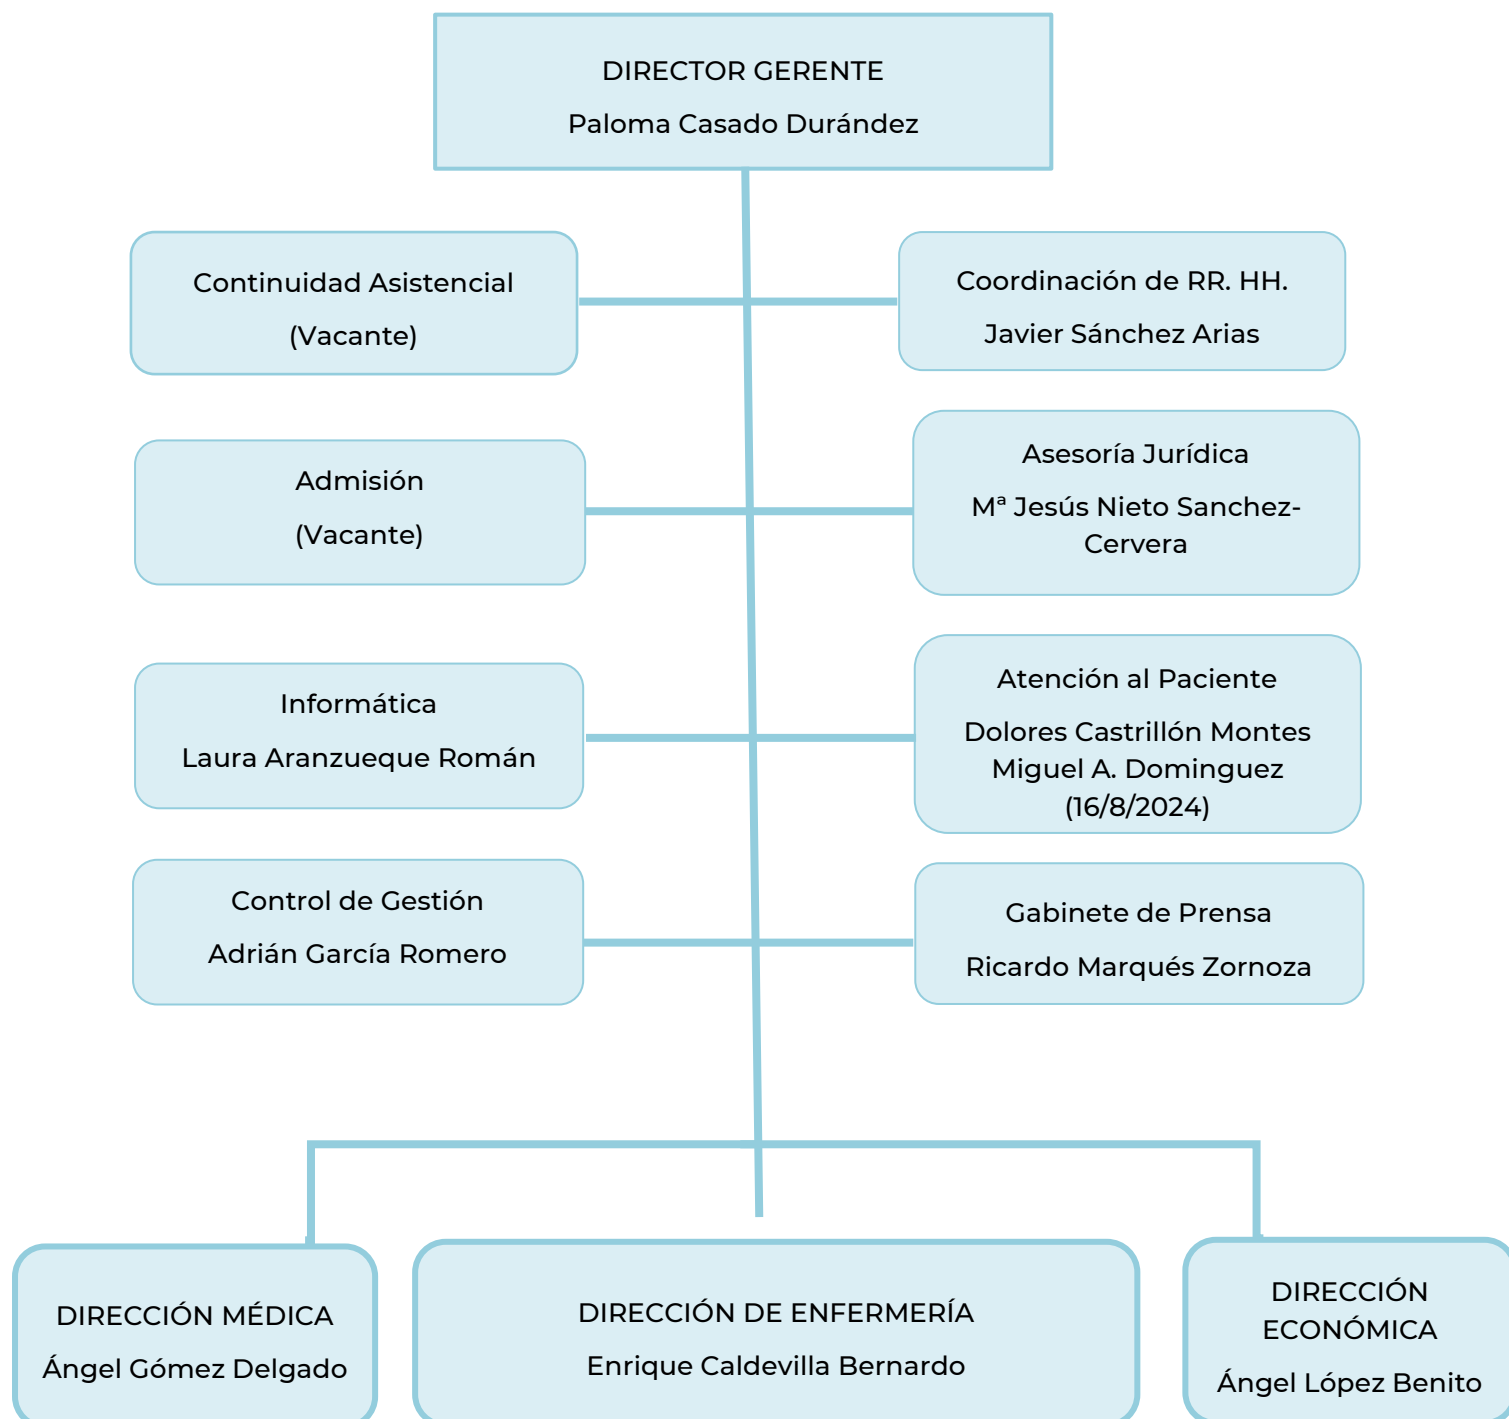 DIRECTOR GERENTE
Paloma Casado Durández
Continuidad Asistencial
(Vacante)
Coordinación de RR. HH.
Javier Sánchez Arias
Admisión
(Vacante)
Asesoría Jurídica
Mª Jesús Nieto Sanchez-
Cervera
Informática
Laura Aranzueque Román
Atención al Paciente
Dolores Castrillón Montes
Miguel A. Dominguez
(16/8/2024)
Control de Gestión
Adrián García Romero
Gabinete de Prensa
Ricardo Marqués Zornoza
DIRECCIÓN MÉDICA
Ángel Gómez Delgado
DIRECCIÓN DE ENFERMERÍA
Enrique Caldevilla Bernardo
DIRECCIÓN
ECONÓMICA
Ángel López Benito